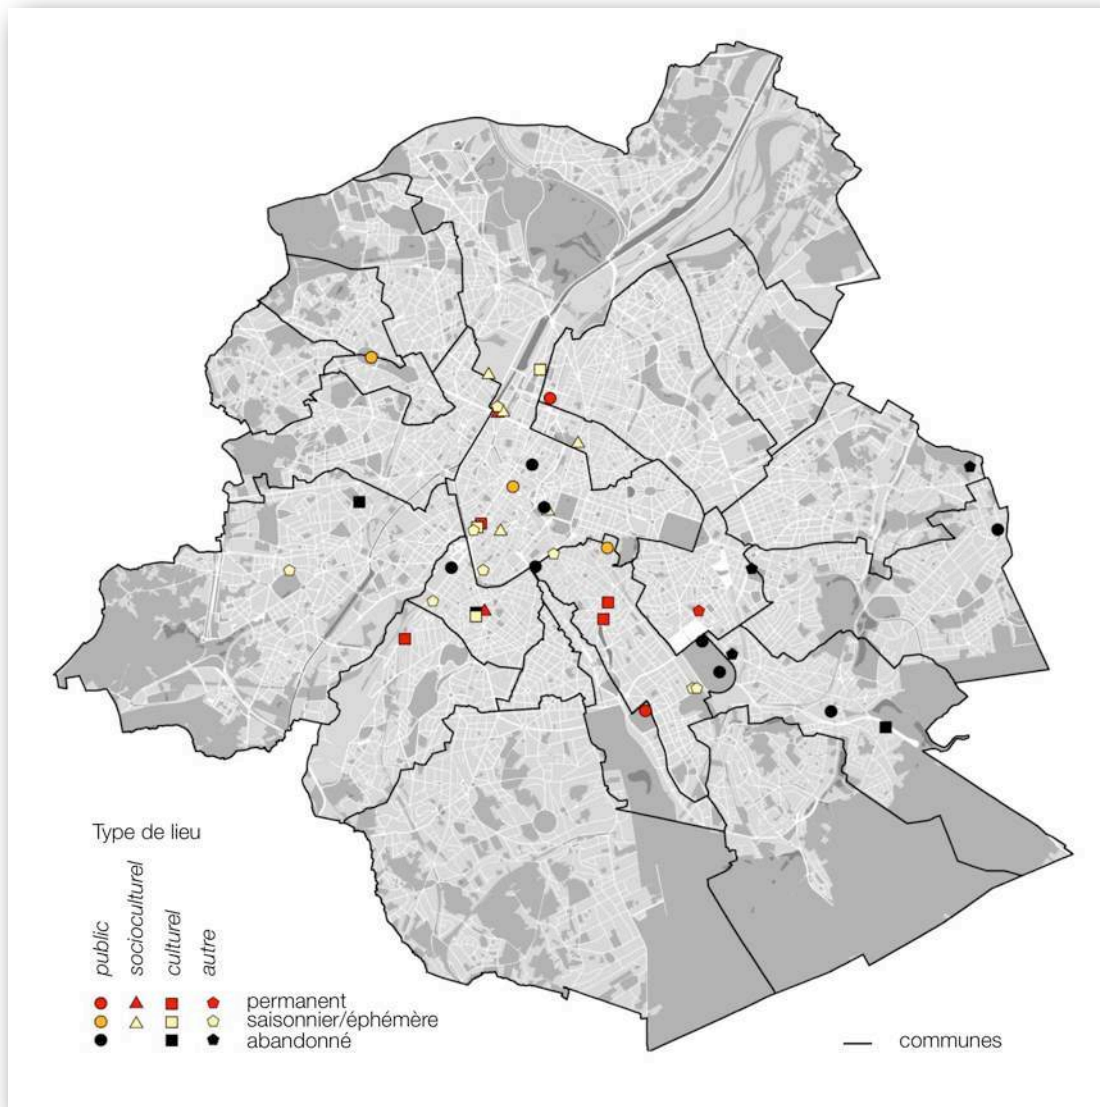 Type de lieu
public
socioculturel
culturel
autre
permanent
saisonnier/éphémère
abandonné
communes